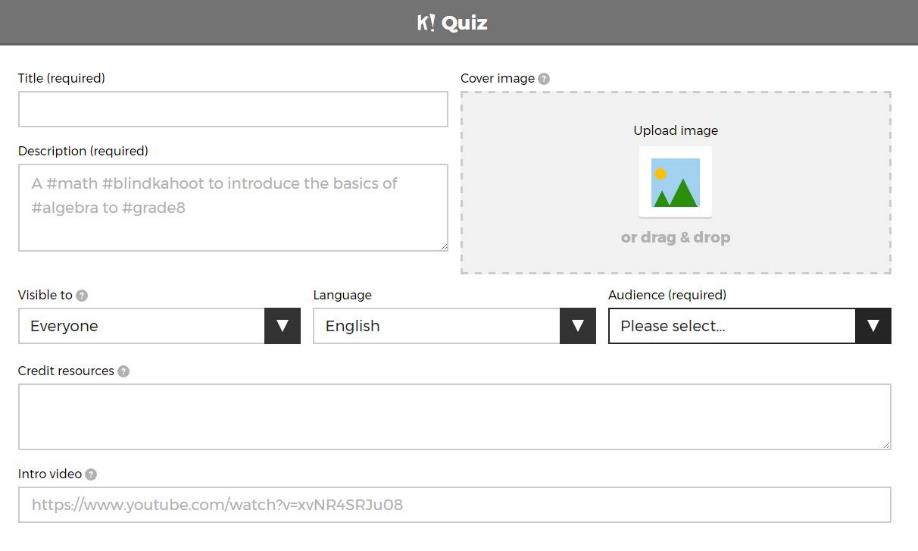 K! Quiz
Title (required)
Cover image ?
Upload image
or drag & drop
Description (required)
A #math #blindkahoot to introduce the basics of
#algebra to #grade8
Visible to ?
Language
Audience (required)
Everyone
English
Please select...
Credit resources ?
Intro video ?
https://www.youtube.com/watch?v=xvNR4SRJu08